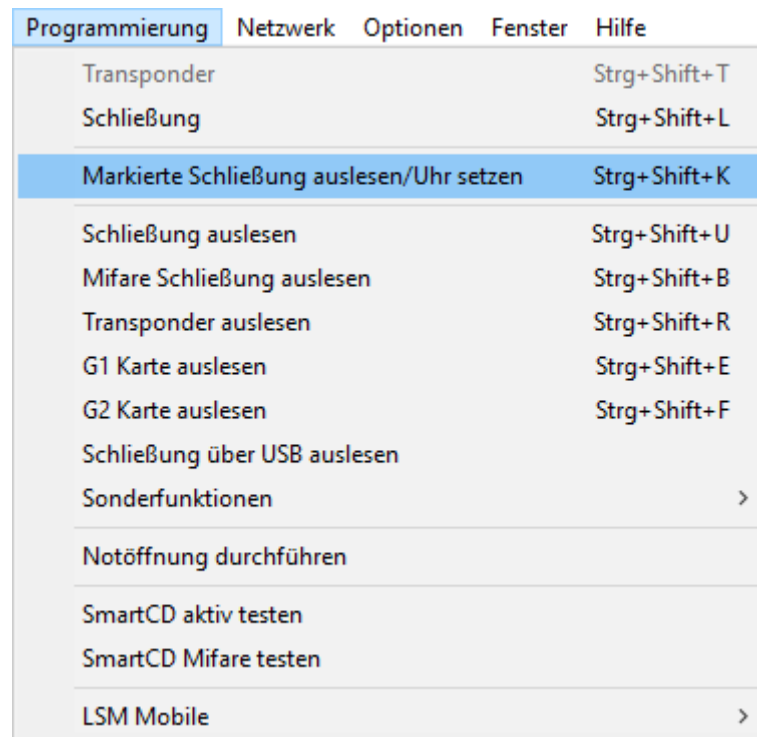 Programmierung Netzwerk Optionen Fenster Hilfe
Transponder Strg+Shift+T
Schließung Strg+Shift+L
Markierte Schließung auslesen/Uhr setzen Strg+Shift+K
Schließung auslesen Strg+Shift+U
Mifare Schließung auslesen Strg+Shift+B
Transponder auslesen Strg+Shift+R
G1 Karte auslesen Strg+Shift+E
G2 Karte auslesen Strg+Shift+F
Schließung über USB auslesen
Sonderfunktionen
Notöffnung durchführen
SmartCD aktiv testen
SmartCD Mifare testen
LSM Mobile